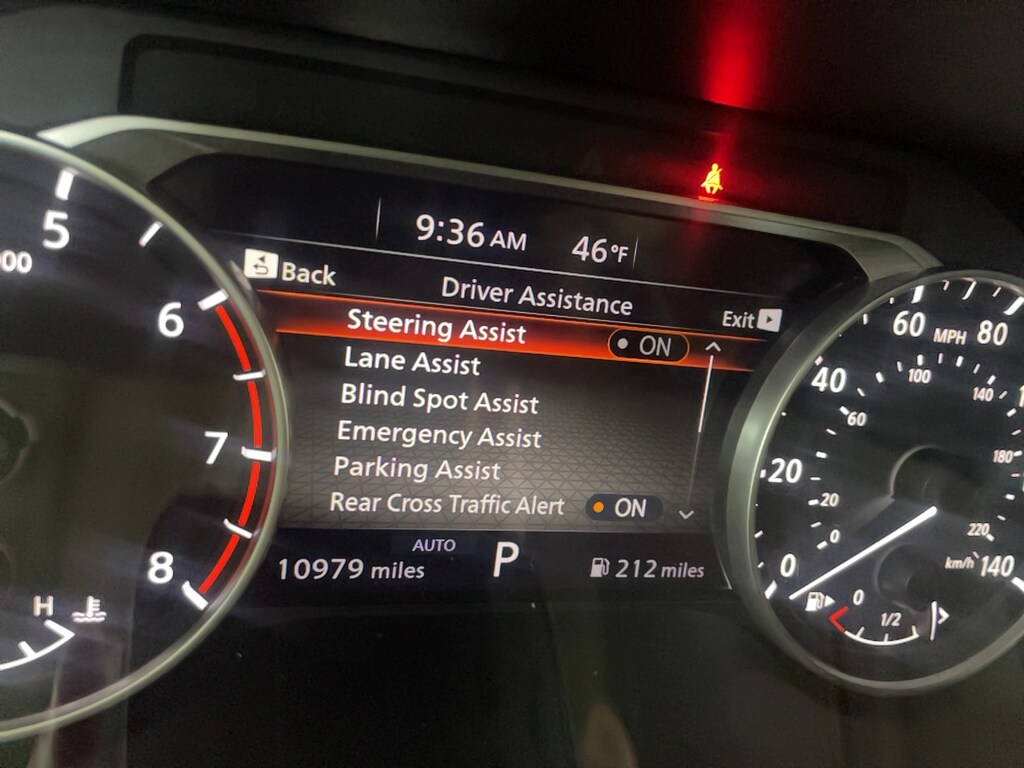 9:36 AM 46°F
Back
Driver Assistance
Exit
Steering Assist ON
Lane Assist
Blind Spot Assist
Emergency Assist
Parking Assist
Rear Cross Traffic Alert ON
AUTO
10979 miles P 212 miles
5
00
6
7
8
H
0
20
40
60
MPH
80
140
0
20
60
100
140
180
220
km/h
0
1/2